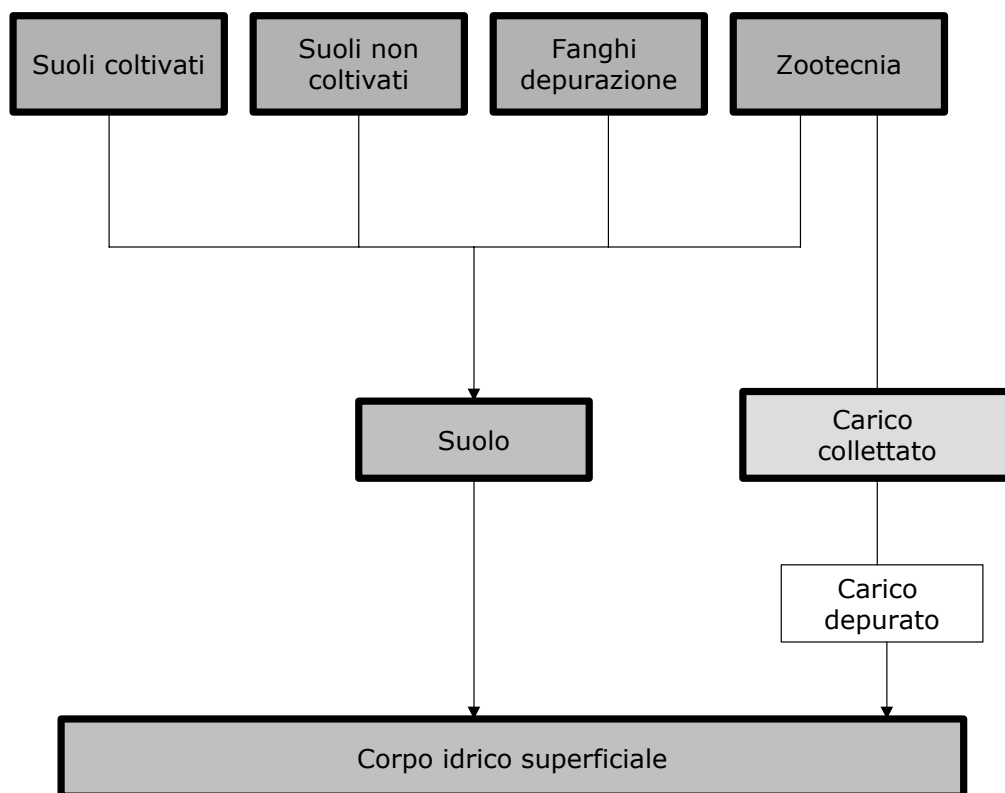 Suoli coltivati
Suoli non
coltivati
Fanghi
depurazione
Zootecnia
Suolo
Carico
collettato
Carico
depurato
Corpo idrico superficiale